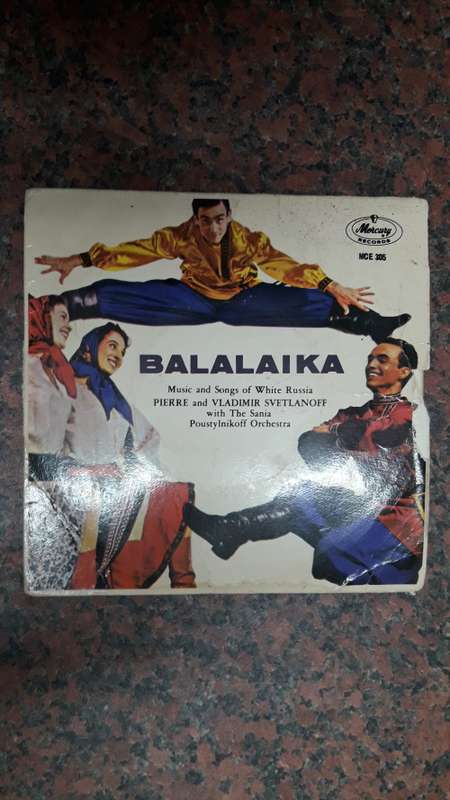 Mercury
RECORDS
MCE 305
BALALAIKA
Music and Songs of White Russia
PIERRE and VLADIMIR SVETLANOFF
with The Sania
Poustylnikoff Orchestra